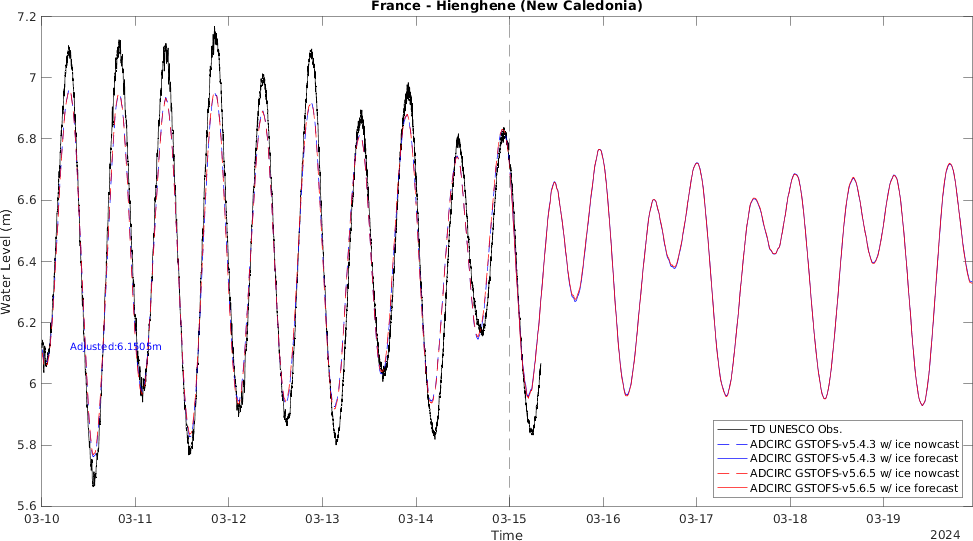 France - Hienghene (New Caledonia)
7.2
7
6.8
6.6
6.4
6.2
6
5.8
5.6
Water Level (m)
Adjusted:6.1505m
TD UNESCO Obs.
ADCIRC GSTOFS-v5.4.3 w/ ice nowcast
ADCIRC GSTOFS-v5.4.3 w/ ice forecast
ADCIRC GSTOFS-v5.6.5 w/ ice nowcast
ADCIRC GSTOFS-v5.6.5 w/ ice forecast
03-10 03-11 03-12 03-13 03-14 03-15 03-16 03-17 03-18 03-19
Time
2024